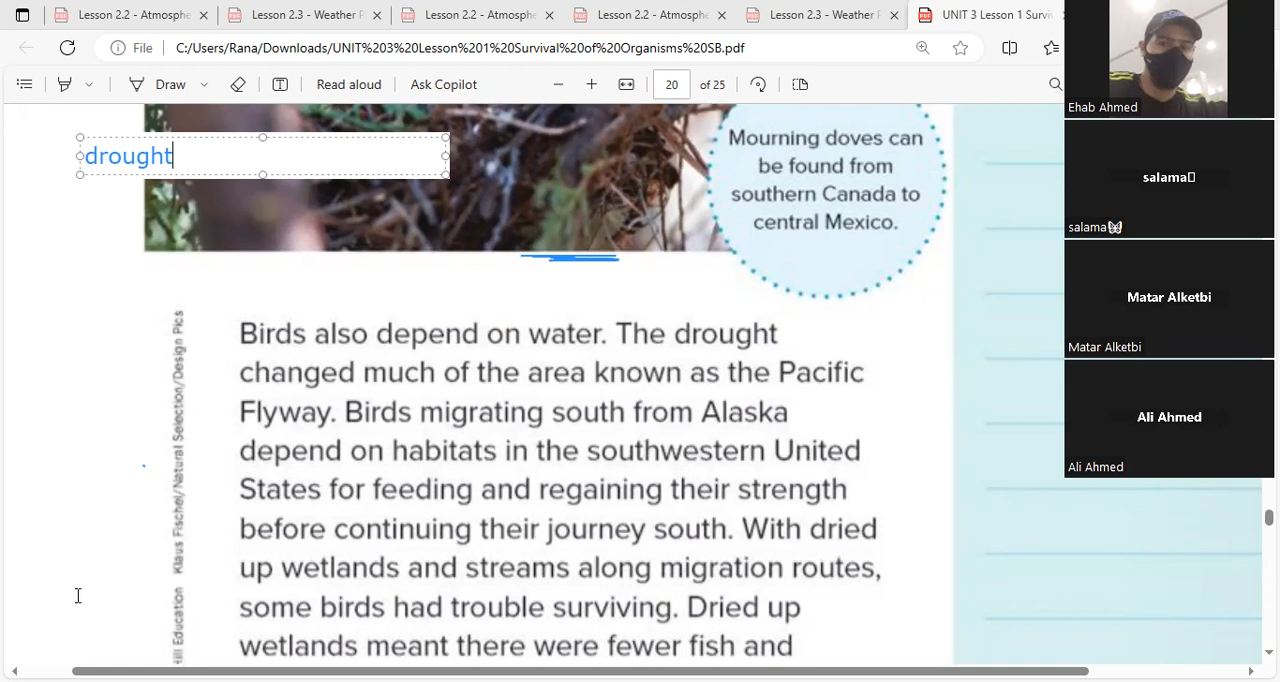 Lesson 2.2 - Atmosphe
Lesson 2.3 - Weather P
Lesson 2.2 - Atmosph
Lesson 2.2 - Atmosphe
Lesson 2.3 - Weather F
UNIT 3 Lesson 1 Surviv
File
C:/Users/Rana/Downloads/UNIT%203%20Lesson%201%20Survival%20of%20Organisms%20SB.pdf
Draw
Read aloud
Ask Copilot
20 of 25
drought
Mourning doves can
be found from
southern Canada to
central Mexico.
Klaus Fischel/Natural Selection/Design Pics
Hill Education
Birds also depend on water. The drought
changed much of the area known as the Pacific
Flyway. Birds migrating south from Alaska
depend on habitats in the southwestern United
States for feeding and regaining their strength
before continuing their journey south. With dried
up wetlands and streams along migration routes,
some birds had trouble surviving. Dried up
wetlands meant there were fewer fish and
Ehab Ahmed
salama
salama
Matar Alketbi
Matar Alketbi
Ali Ahmed
Ali Ahmed